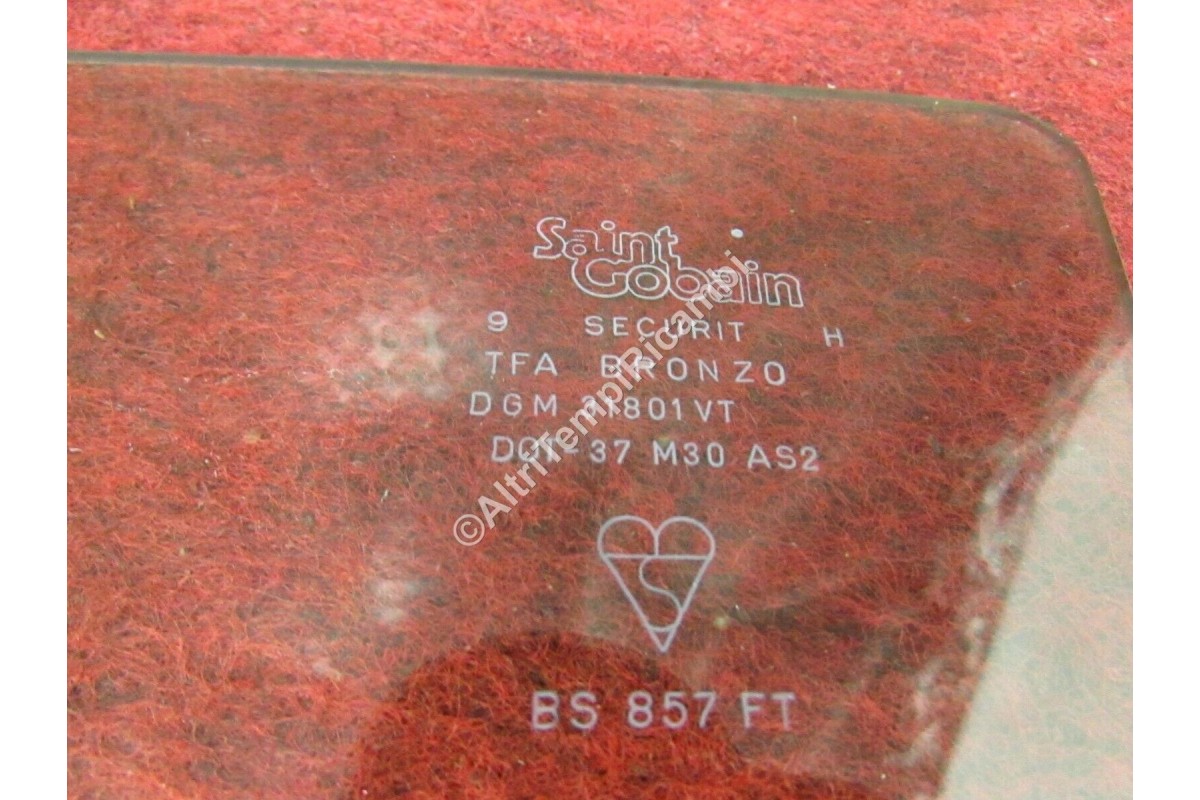 Saint
Gobain
9 SECURIT H
TFA BRONZO
DGM 31801VT
DOT-37 M30 AS2
BS 857 FT
©AltriTempiRicambi